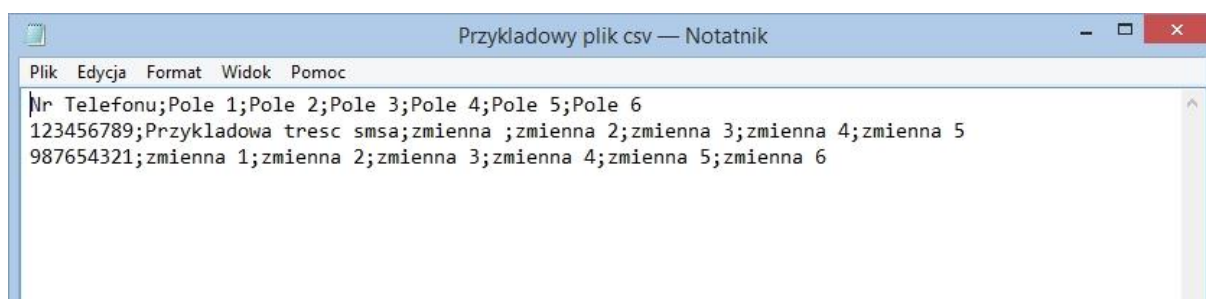 Przykladowy plik csv — Notatnik
Plik Edycja Format Widok Pomoc
Nr Telefonu;Pole 1;Pole 2;Pole 3;Pole 4;Pole 5;Pole 6
123456789;Przykladowa tresc smsa;zmienna ;zmienna 2;zmienna 3;zmienna 4;zmienna 5
987654321;zmienna 1;zmienna 2;zmienna 3;zmienna 4;zmienna 5;zmienna 6